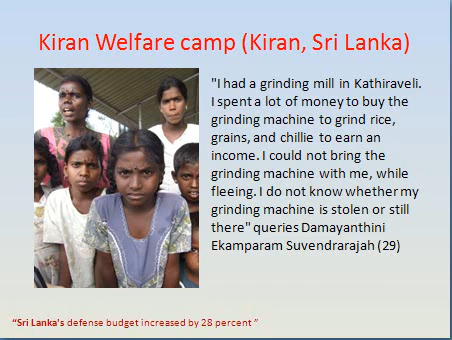 Kiran Welfare camp (Kiran, Sri Lanka)
"I had a grinding mill in Kathiraveli.
I spent a lot of money to buy the
grinding machine to grind rice,
grains, and chillie to earn an
income. I could not bring the
grinding machine with me, while
fleeing. I do not know whether my
grinding machine is stolen or still
there" queries Damayanthini
Ekamparam Suvendrarajah (29)
“Sri Lanka's defense budget increased by 28 percent ”